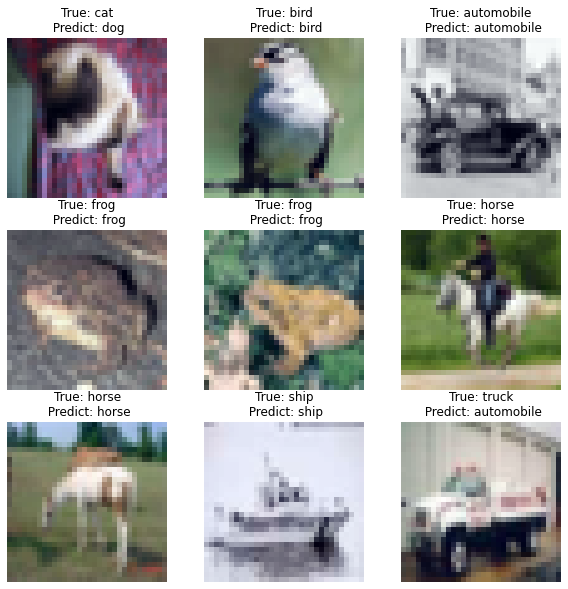 True: cat
Predict: dog
True: bird
Predict: bird
True: automobile
Predict: automobile
True: frog
Predict: frog
True: frog
Predict: frog
True: horse
Predict: horse
True: horse
Predict: horse
True: ship
Predict: ship
True: truck
Predict: automobile